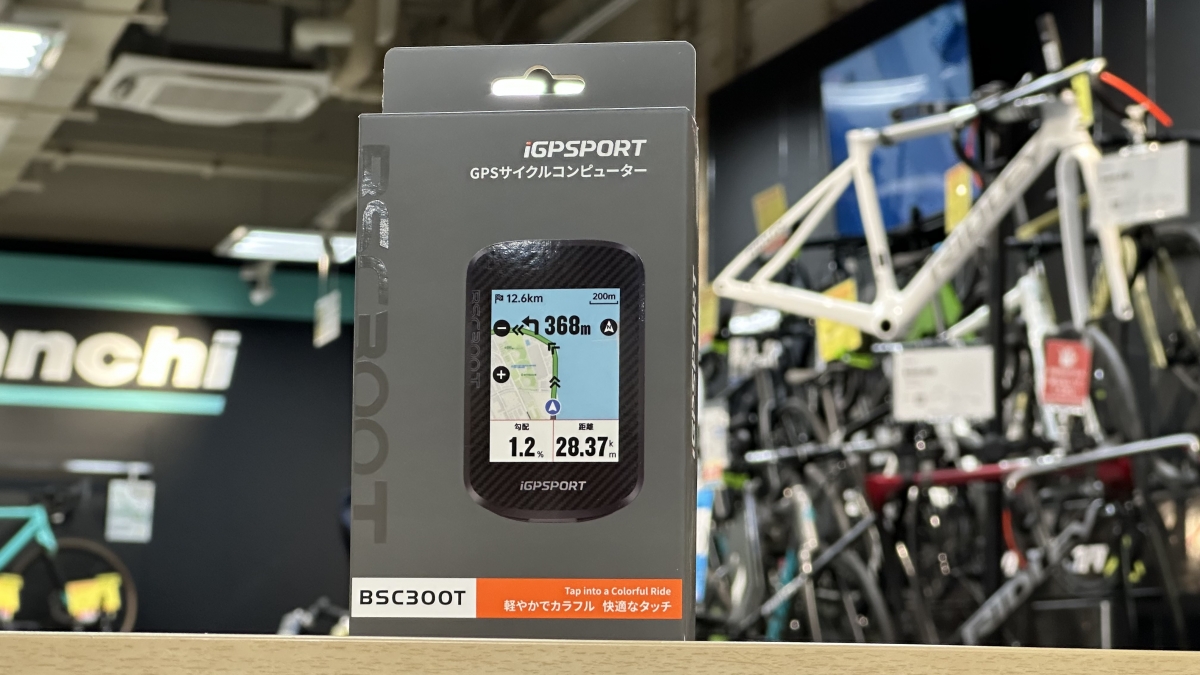 iGPSPORT
GPSサイクルコンピューター
BSC300T
12.6km
200m
368m
勾配
距離
1.2%
28.37km
iGPSPORT
BSC300T
Tap into a Colorful Ride
軽やかでカラフル 快適なタッチ
anchi